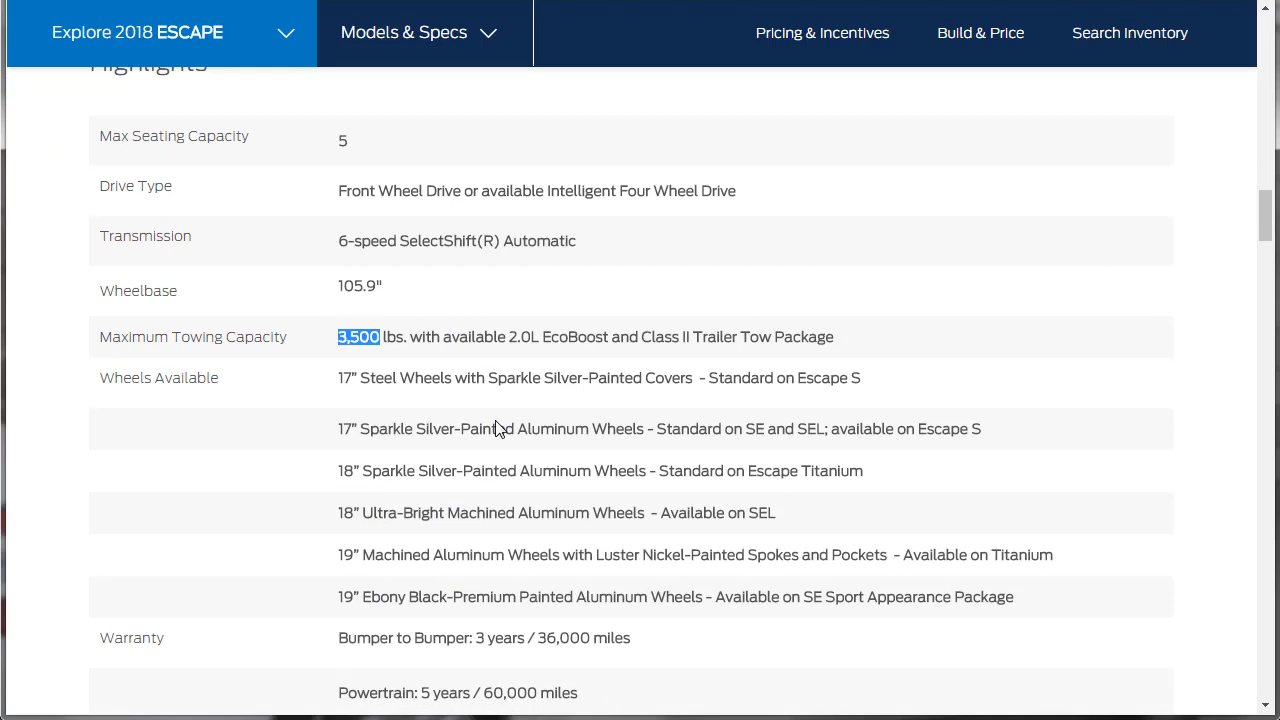 Explore 2018 ESCAPE
Models & Specs
Pricing & Incentives
Build & Price
Search Inventory
Highlights
Max Seating Capacity
5
Drive Type
Front Wheel Drive or available Intelligent Four Wheel Drive
Transmission
6-speed SelectShift(R) Automatic
Wheelbase
105.9"
Maximum Towing Capacity
3,500 lbs. with available 2.0L EcoBoost and Class II Trailer Tow Package
Wheels Available
17” Steel Wheels with Sparkle Silver-Painted Covers - Standard on Escape S
17” Sparkle Silver-Painted Aluminum Wheels - Standard on SE and SEL; available on Escape S
18” Sparkle Silver-Painted Aluminum Wheels - Standard on Escape Titanium
18” Ultra-Bright Machined Aluminum Wheels - Available on SEL
19” Machined Aluminum Wheels with Luster Nickel-Painted Spokes and Pockets - Available on Titanium
19” Ebony Black-Premium Painted Aluminum Wheels - Available on SE Sport Appearance Package
Warranty
Bumper to Bumper: 3 years / 36,000 miles
Powertrain: 5 years / 60,000 miles